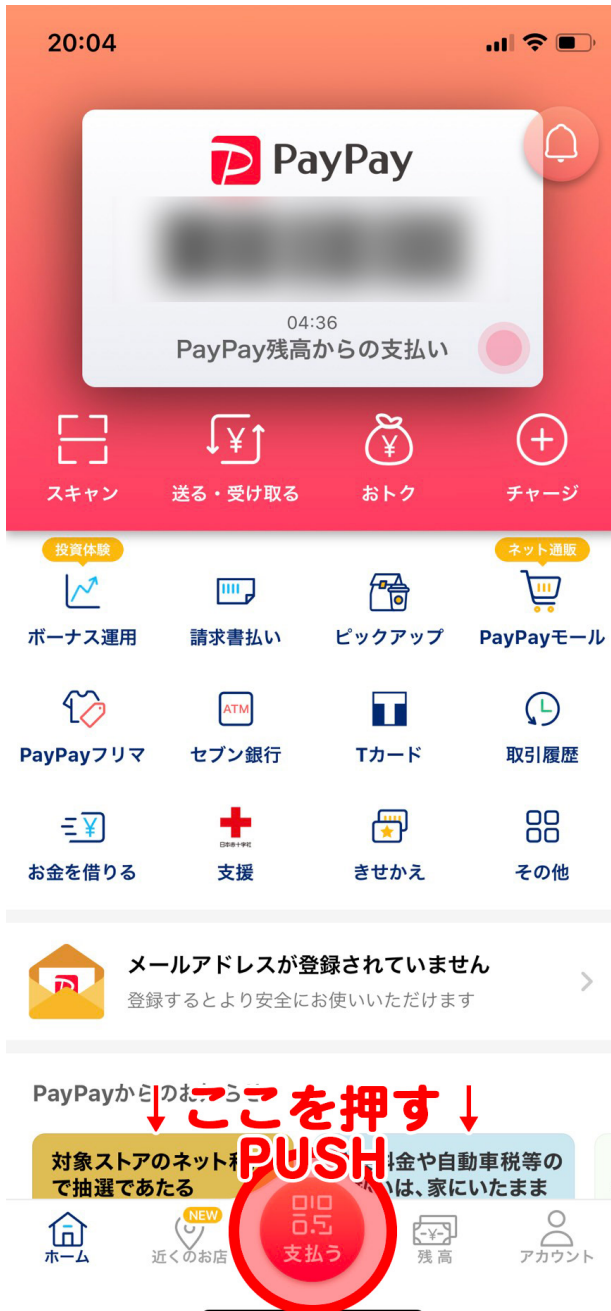 20:04
PayPay
04:36
PayPay残高からの支払い
スキャン 送る・受け取る おトク チャージ
投資体験 ネット通販
ボーナス運用 請求書払い ピックアップ PayPayモール
ATM
PayPayフリマ セブン銀行 Tカード 取引履歴
日本赤十字社
お金を借りる 支援 きせかえ その他
メールアドレスが登録されていません
登録するとより安全にお使いいただけます
PayPayからのお知らせ
↓ここを押す↓
PUSH
対象ストアのネット
で抽選であたる
料金や自動車税等の
は、家にいたまま
NEW
ホーム 近くのお店 支払う 残高 アカウント